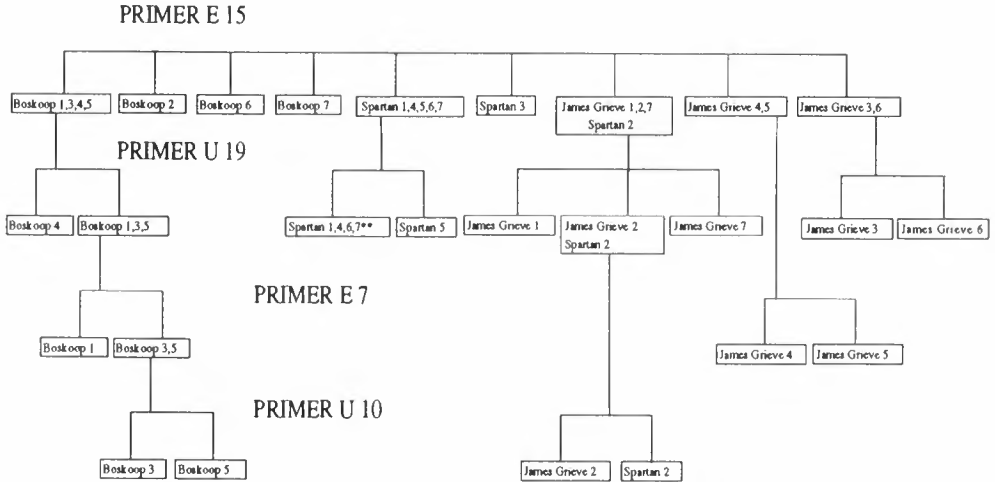 PRIMER E 15
Boskoop 1,3,4,5
Boskoop 2
Boskoop 6
Boskoop 7
Spartan 1,4,5,6,7
Spartan 3
James Grieve 1,2,7
Spartan 2
James Grieve 4,5
James Grieve 3,6
PRIMER U 19
Boskoop 4
Boskoop 1,3,5
Spartan 1,4,6,7**
Spartan 5
James Grieve 1
James Grieve 2
Spartan 2
James Grieve 7
James Grieve 3
James Grieve 6
PRIMER E 7
Boskoop 1
Boskoop 3,5
James Grieve 4
James Grieve 5
PRIMER U 10
Boskoop 3
Boskoop 5
James Grieve 2
Spartan 2